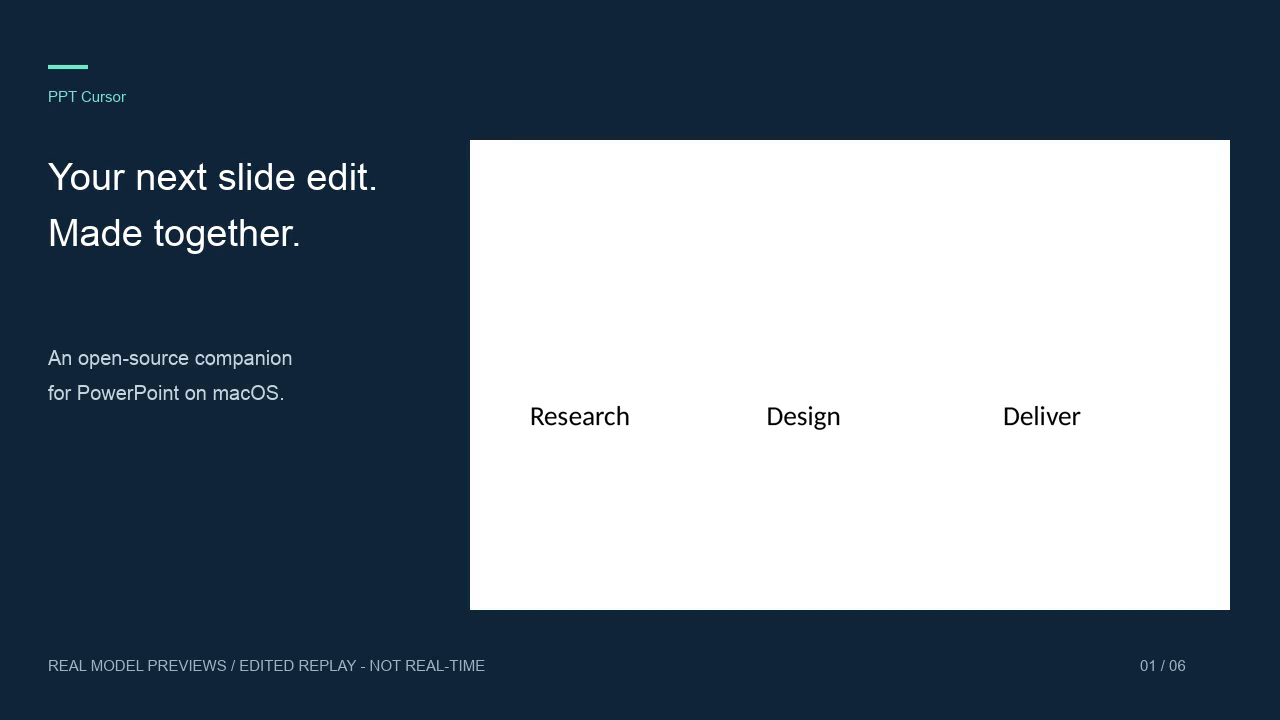 PPT Cursor
Your next slide edit.
Made together.
An open-source companion
for PowerPoint on macOS.
Research Design Deliver
REAL MODEL PREVIEWS / EDITED REPLAY - NOT REAL-TIME
01 / 06